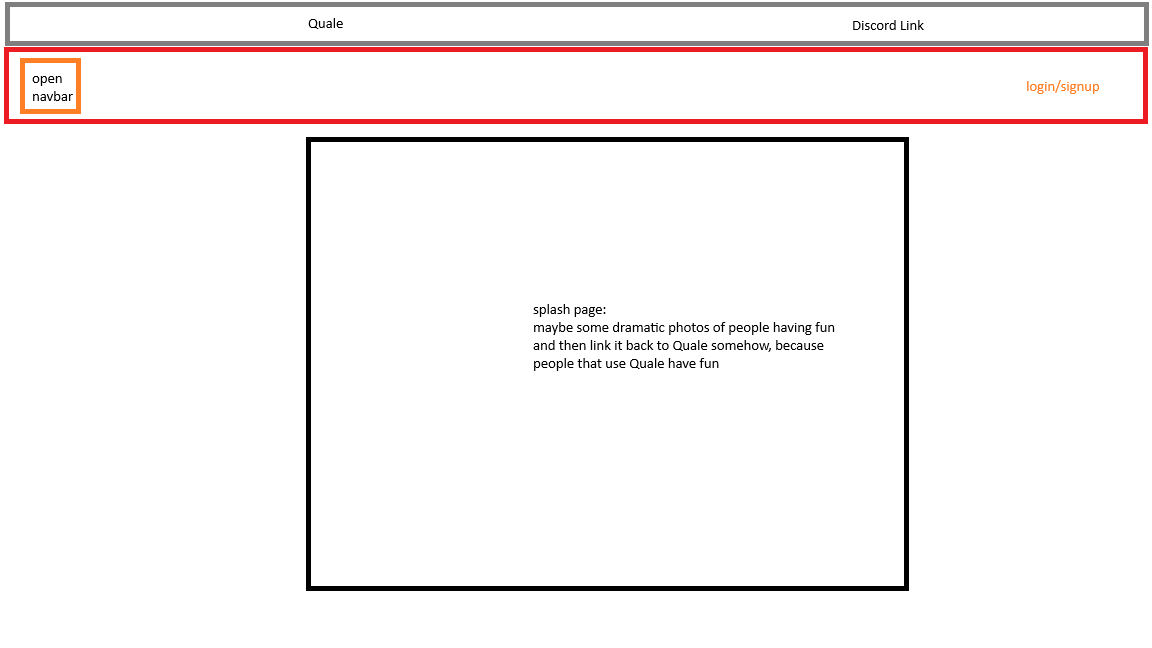 Quale
Discord Link
open
navbar
login/signup
splash page:
maybe some dramatic photos of people having fun
and then link it back to Quale somehow, because
people that use Quale have fun